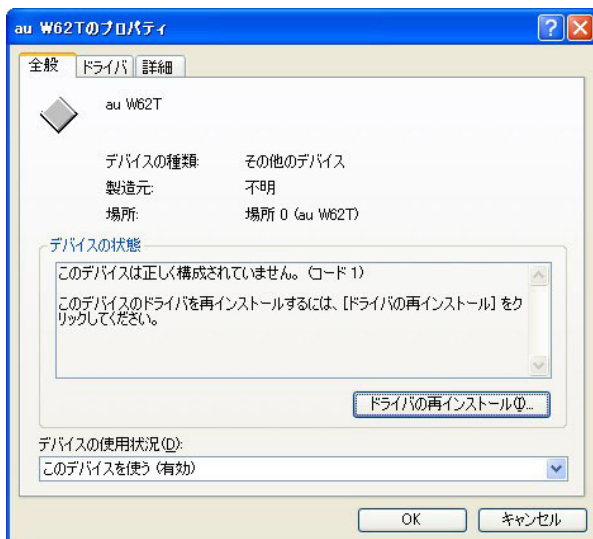 au W62Tのプロパティ
全般
ドライバ
詳細
au W62T
デバイスの種類: その他のデバイス
製造元: 不明
場所: 場所 0 (au W62T)
デバイスの状態
このデバイスは正しく構成されていません。 (コード 1)
このデバイスのドライバを再インストールするには、[ドライバの再インストール] をク
リックしてください。
ドライバの再インストール(I)...
デバイスの使用状況(D):
このデバイスを使う (有効)
OK
キャンセル